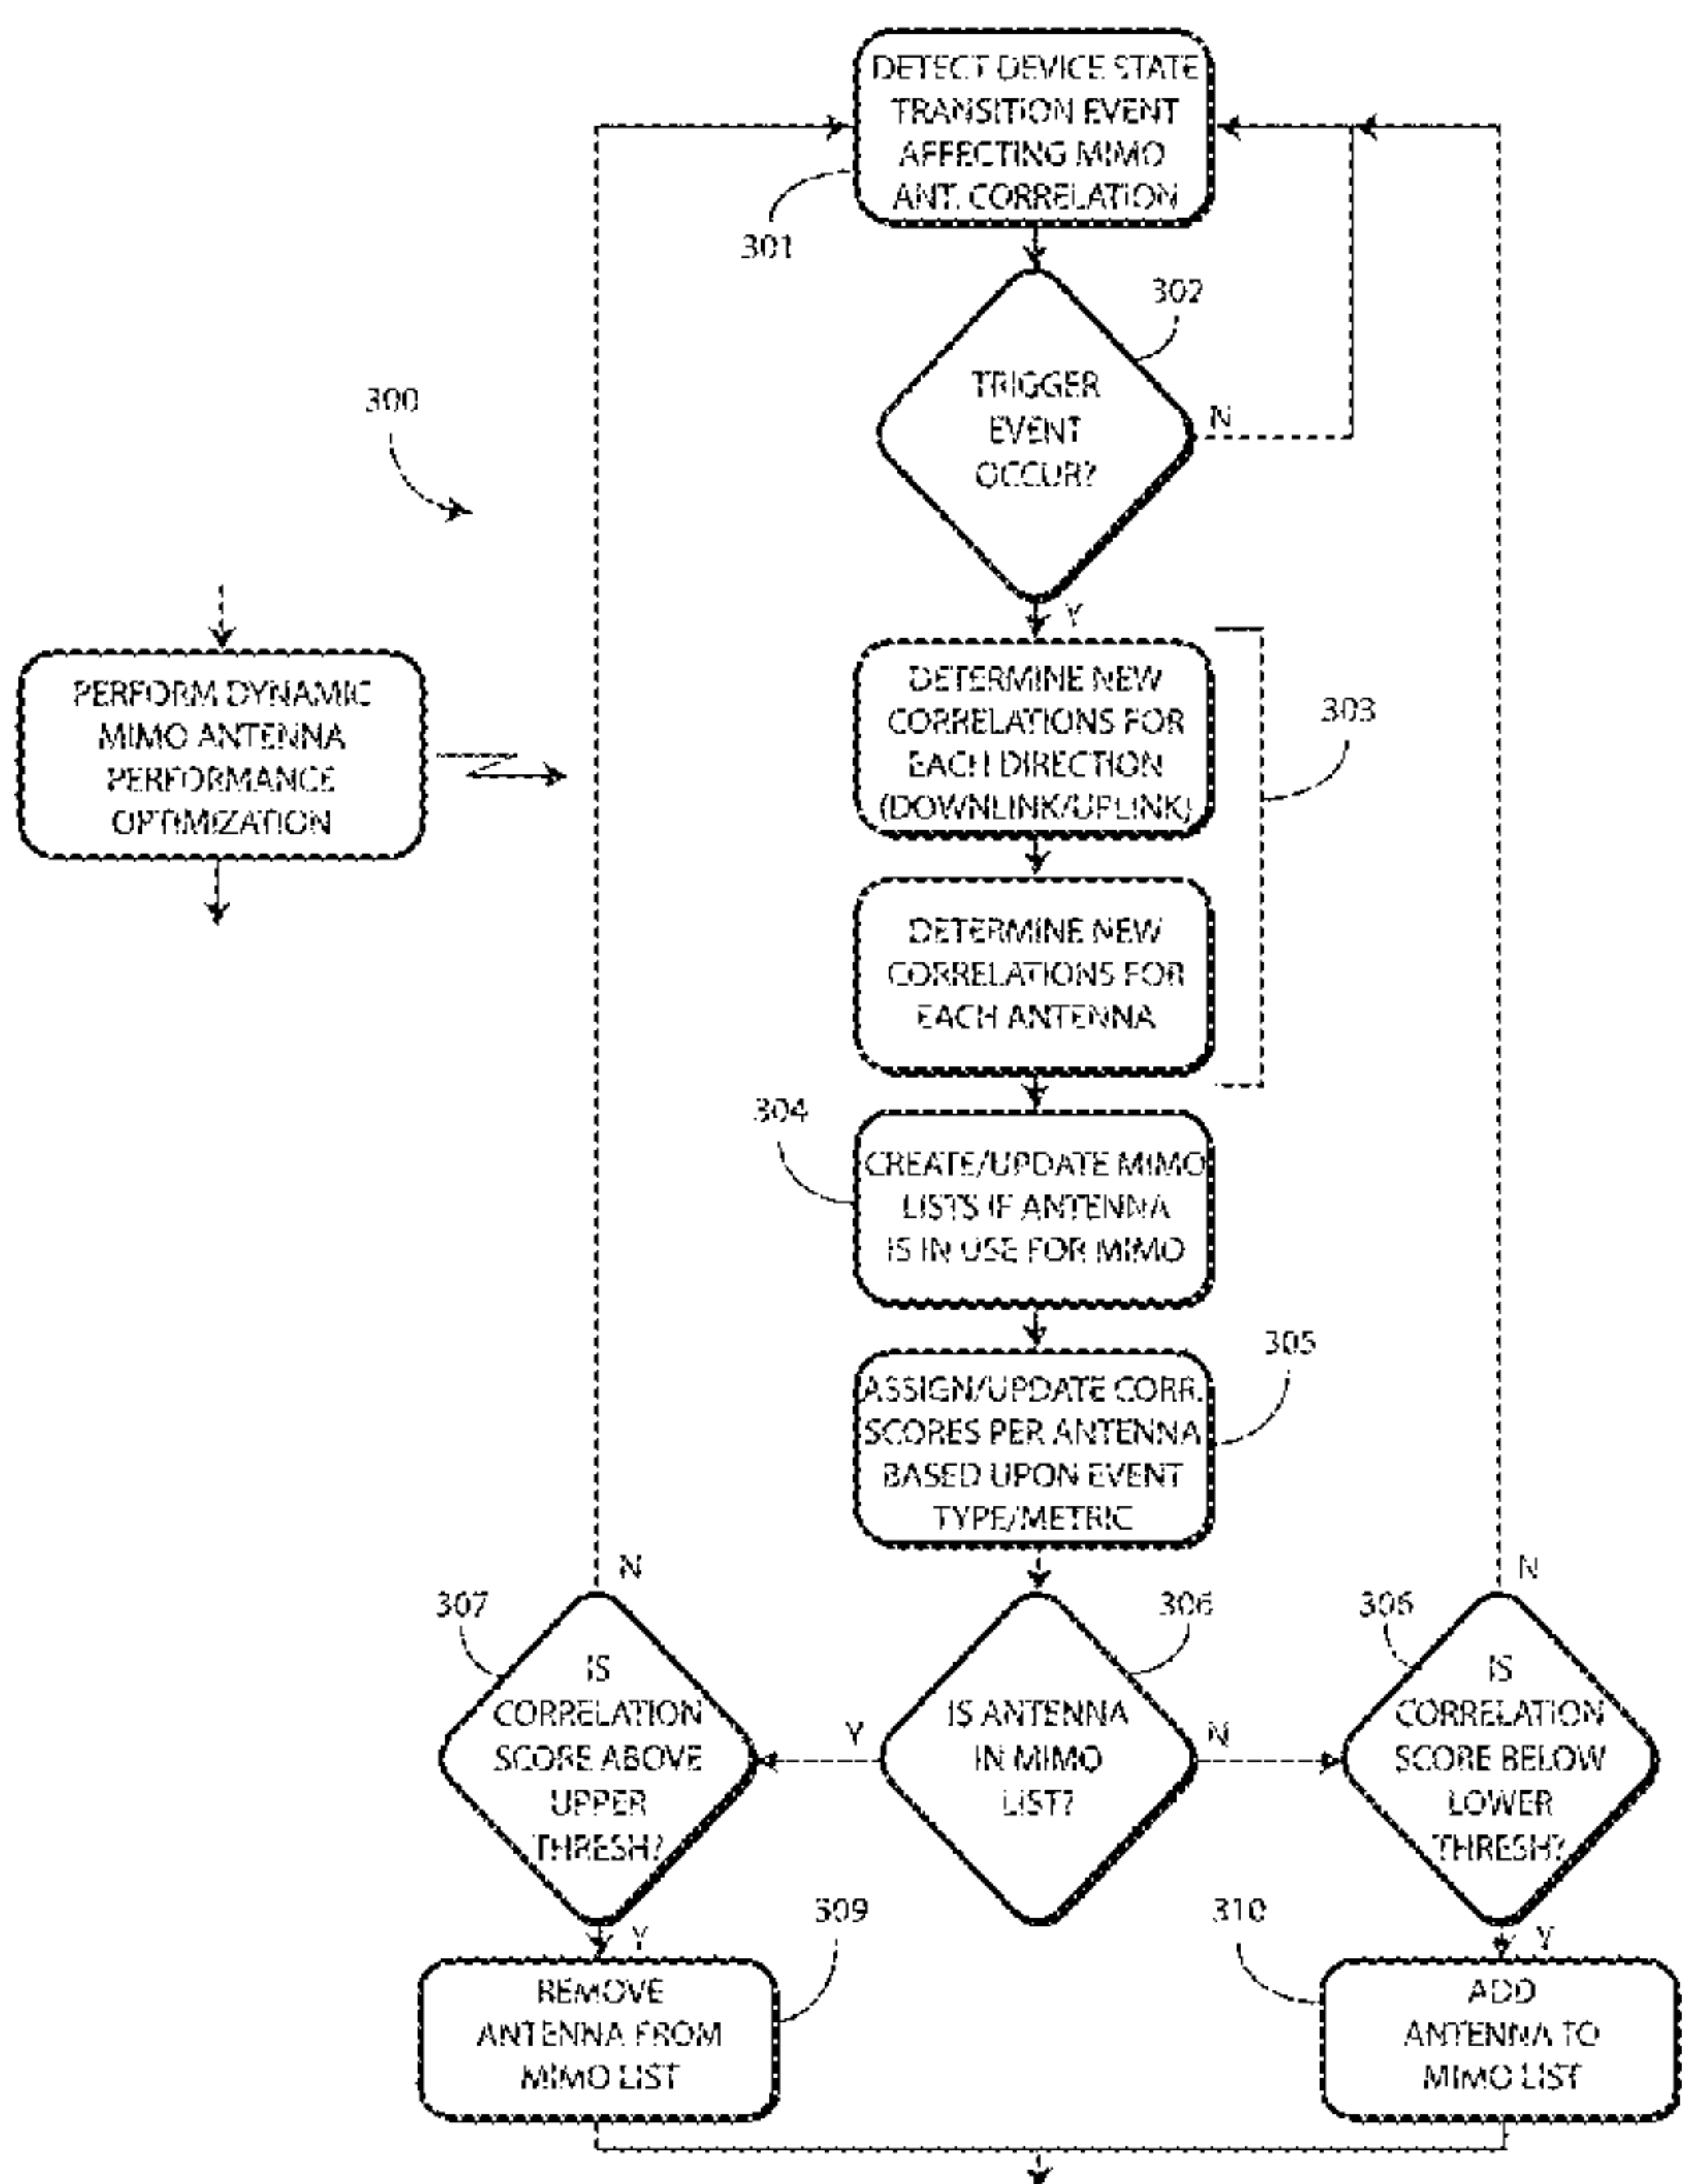 DETECT DEVICE STATE
TRANSITION EVENT
AFFECTING MIMO
ANT. CORRELATION
301
302
TRIGGER
EVENT
OCCUR?
N
Y
300
PERFORM DYNAMIC
MIMO ANTENNA
PERFORMANCE
OPTIMIZATION
DETERMINE NEW
CORRELATIONS FOR
EACH DIRECTION
(DOWNLINK/UPLINK)
303
DETERMINE NEW
CORRELATIONS FOR
EACH ANTENNA
304
CREATE/UPDATE MIMO
LISTS IF ANTENNA
IS IN USE FOR MIMO
305
ASSIGN/UPDATE CORR.
SCORES PER ANTENNA
BASED UPON EVENT
TYPE/METRIC
N
307
IS
CORRELATION
SCORE ABOVE
UPPER
THRESH?
Y
306
IS ANTENNA
IN MIMO
LIST?
Y
N
N
IS
CORRELATION
SCORE BELOW
LOWER
THRESH?
Y
309
REMOVE
ANTENNA FROM
MIMO LIST
310
ADD
ANTENNA TO
MIMO LIST